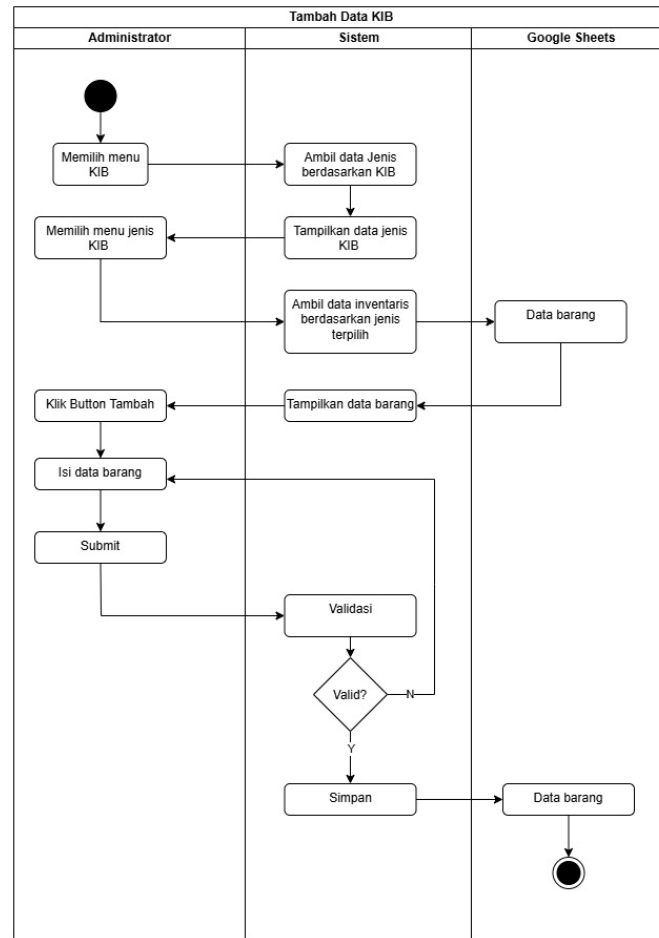 Tambah Data KIB
Administrator
Sistem
Google Sheets
Memilih menu
KIB
Ambil data Jenis
berdasarkan KIB
Memilih menu jenis
KIB
Tampilkan data jenis
KIB
Ambil data inventaris
berdasarkan jenis
terpilih
Data barang
Klik Button Tambah
Tampilkan data barang
Isi data barang
Submit
Validasi
Valid?
N
Y
Simpan
Data barang